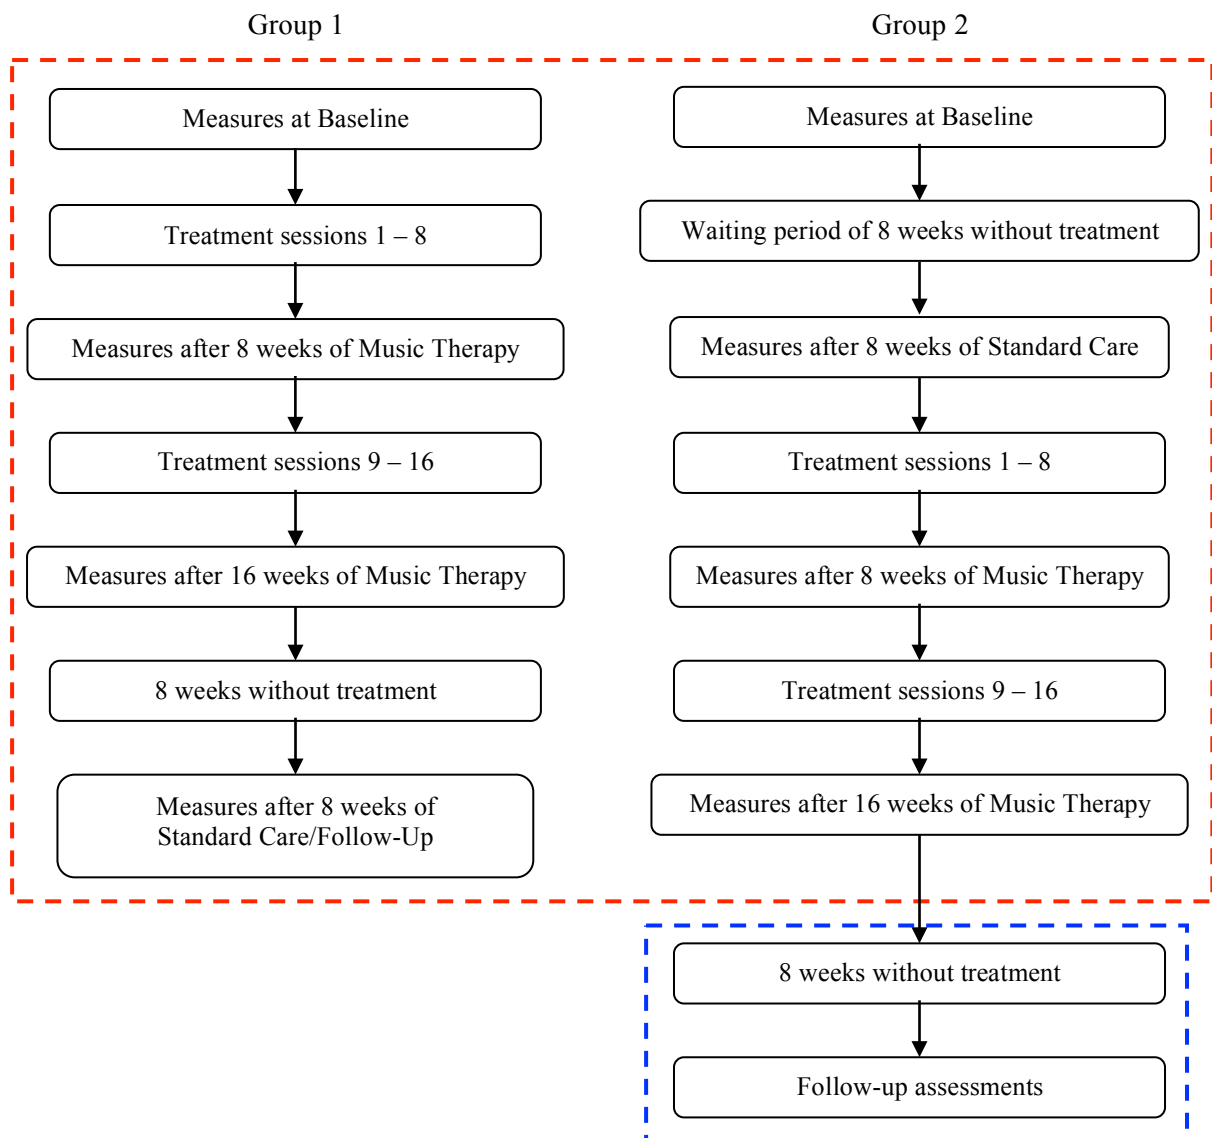 Group 1
Measures at Baseline
Treatment sessions 1 – 8
Measures after 8 weeks of Music Therapy
Treatment sessions 9 – 16
Measures after 16 weeks of Music Therapy
8 weeks without treatment
Measures after 8 weeks of
Standard Care/Follow-Up
Group 2
Measures at Baseline
Waiting period of 8 weeks without treatment
Measures after 8 weeks of Standard Care
Treatment sessions 1 – 8
Measures after 8 weeks of Music Therapy
Treatment sessions 9 – 16
Measures after 16 weeks of Music Therapy
8 weeks without treatment
Follow-up assessments